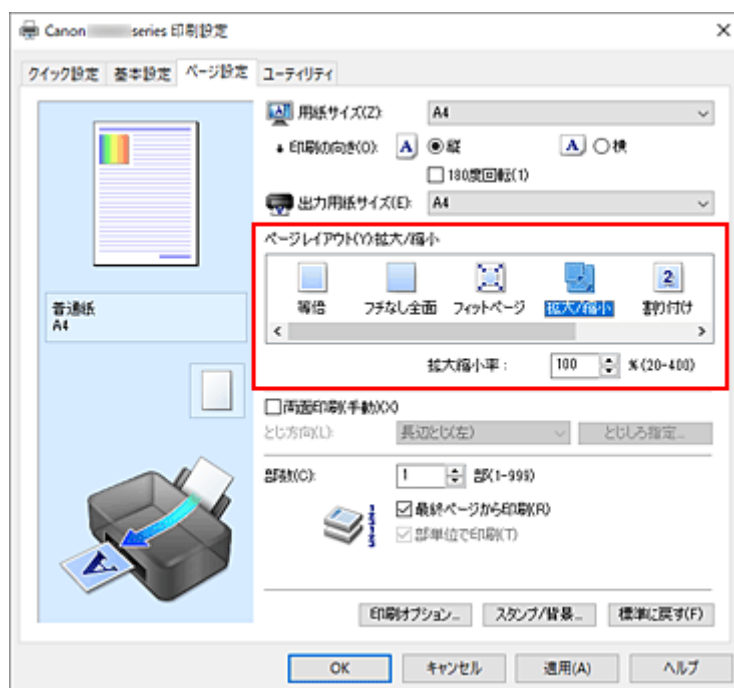 Canon series 印刷設定
クイック設定 基本設定 ページ設定 ユーティリティ
用紙サイズ(Z): A4
印刷の向き(O): A 縦 A 横
180度回転(1)
出力用紙サイズ(E): A4
ページレイアウト(Y):拡大/縮小
等倍 フチなし全面 フィットページ 拡大/縮小 割り付け
拡大縮小率: 100 %(20-400)
普通紙
A4
両面印刷(手動)(X)
とじ方向(L): 長辺とじ(左) とじしろ指定...
部数(C): 1 部(1-999)
最終ページから印刷(R)
部単位で印刷(T)
印刷オプション... スタンプ/背景... 標準に戻す(F)
OK キャンセル 適用(A) ヘルプ